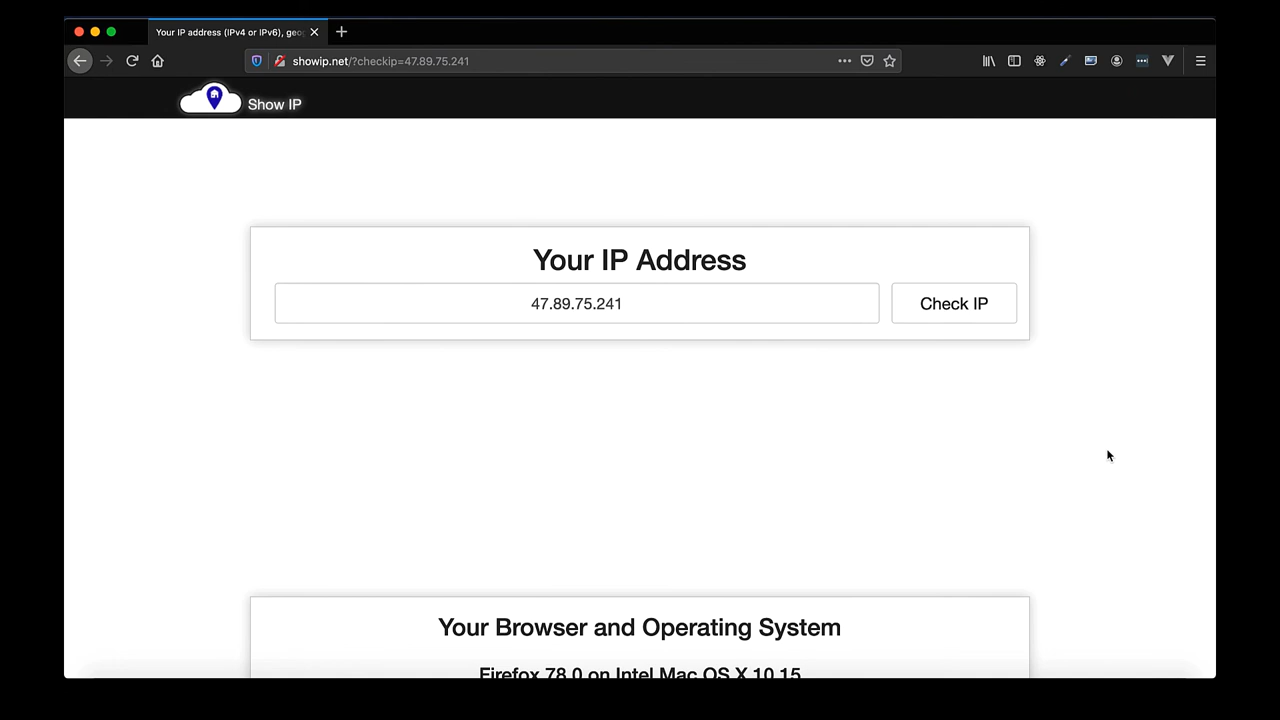 Your IP address (IPv4 or IPv6), geo
showip.net/?checkip=47.89.75.241
Show IP
Your IP Address
47.89.75.241
Check IP
Your Browser and Operating System
Firefox 78.0 on Intel Mac OS X 10.15